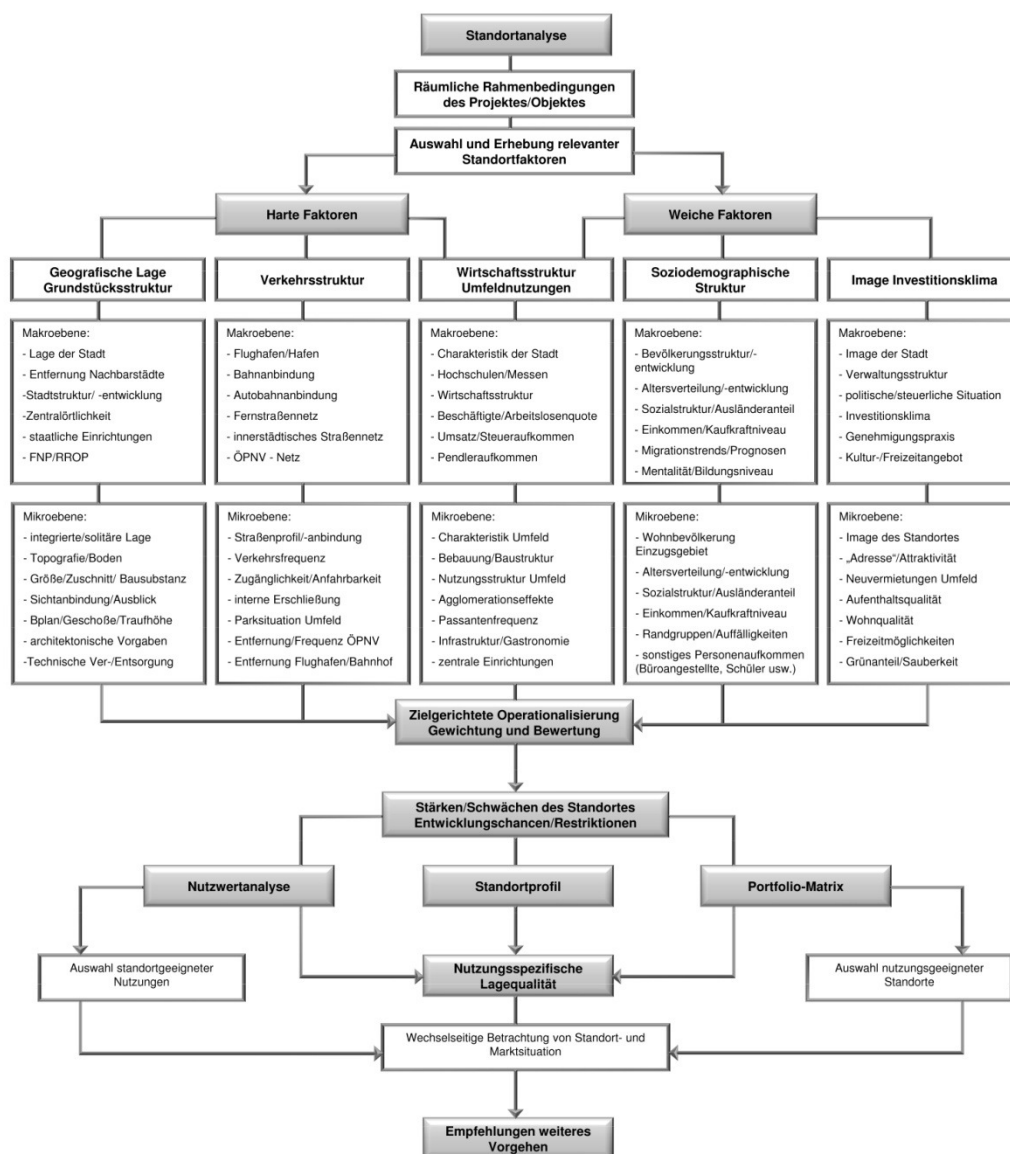 Standortanalyse
Räumliche Rahmenbedingungen
des Projektes/Objektes
Auswahl und Erhebung relevanter
Standortfaktoren
Harte Faktoren
Weiche Faktoren
Geografische Lage
Grundstücksstruktur
Verkehrsstruktur
Wirtschaftsstruktur
Umfeldnutzungen
Soziodemographische
Struktur
Image Investitionsklima
Makroebene:
- Lage der Stadt
- Entfernung Nachbarstädte
-Stadtstruktur/ -entwicklung
-Zentralörtlichkeit
- staatliche Einrichtungen
- FNP/RROP
Makroebene:
- Flughafen/Hafen
- Bahnanbindung
- Autobahnanbindung
- Fernstraßennetz
- innerstädtisches Straßennetz
- ÖPNV - Netz
Makroebene:
- Charakteristik der Stadt
- Hochschulen/Messen
- Wirtschaftsstruktur
- Beschäftigte/Arbeitslosenquote
- Umsatz/Steueraufkommen
- Pendleraufkommen
Makroebene:
- Bevölkerungsstruktur/-
entwicklung
- Altersverteilung/-entwicklung
- Sozialstruktur/Ausländeranteil
- Einkommen/Kaufkraftniveau
- Migrationstrends/Prognosen
- Mentalität/Bildungsniveau
Makroebene:
- Image der Stadt
- Verwaltungsstruktur
- politische/steuerliche Situation
- Investitionsklima
- Genehmigungspraxis
- Kultur-/Freizeitangebot
Mikroebene:
- integrierte/solitäre Lage
- Topografie/Boden
- Größe/Zuschnitt/ Bausubstanz
- Sichtanbindung/Ausblick
- Bplan/Geschoße/Traufhöhe
- architektonische Vorgaben
-Technische Ver-/Entsorgung
Mikroebene:
- Straßenprofil/-anbindung
- Verkehrsfrequenz
- Zugänglichkeit/Anfahrbarkeit
- interne Erschließung
- Parksituation Umfeld
- Entfernung/Frequenz ÖPNV
- Entfernung Flughafen/Bahnhof
Mikroebene:
- Charakteristik Umfeld
- Bebauung/Baustruktur
- Nutzungsstruktur Umfeld
- Agglomerationseffekte
- Passantenfrequenz
- Infrastruktur/Gastronomie
- zentrale Einrichtungen
Mikroebene:
- Wohnbevölkerung
Einzugsgebiet
- Altersverteilung/-entwicklung
- Sozialstruktur/Ausländeranteil
- Einkommen/Kaufkraftniveau
- Randgruppen/Auffälligkeiten
- sonstiges Personenaufkommen
(Büroangestellte, Schüler usw.)
Mikroebene:
- Image des Standortes
- „Adresse“/Attraktivität
- Neuvermietungen Umfeld
- Aufenthaltsqualität
- Wohnqualität
- Freizeitmöglichkeiten
- Grünanteil/Sauberkeit
Zielgerichtete Operationalisierung
Gewichtung und Bewertung
Stärken/Schwächen des Standortes
Entwicklungschancen/Restriktionen
Nutzwertanalyse
Standortprofil
Portfolio-Matrix
Auswahl standortgeeigneter
Nutzungen
Nutzungsspezifische
Lagequalität
Auswahl nutzungsgeeigneter
Standorte
Wechselseitige Betrachtung von Standort- und
Marktsituation
Empfehlungen weiteres
Vorgehen